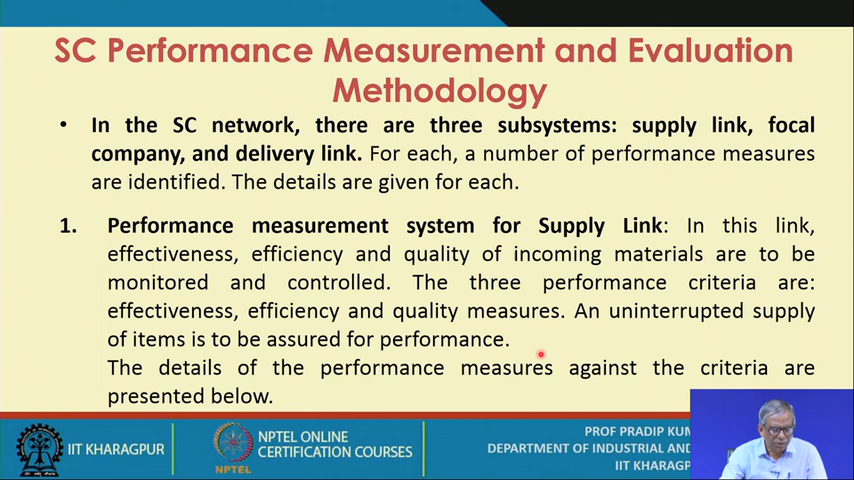 SC Performance Measurement and Evaluation
Methodology
• In the SC network, there are three subsystems: supply link, focal
company, and delivery link. For each, a number of performance measures
are identified. The details are given for each.
1. Performance measurement system for Supply Link: In this link,
effectiveness, efficiency and quality of incoming materials are to be
monitored and controlled. The three performance criteria are:
effectiveness, efficiency and quality measures. An uninterrupted supply
of items is to be assured for performance.
The details of the performance measures against the criteria are
presented below.
IIT KHARAGPUR
NPTEL
NPTEL ONLINE
CERTIFICATION COURSES
PROF PRADIP KUM
DEPARTMENT OF INDUSTRIAL AND
IIT KHARAGP